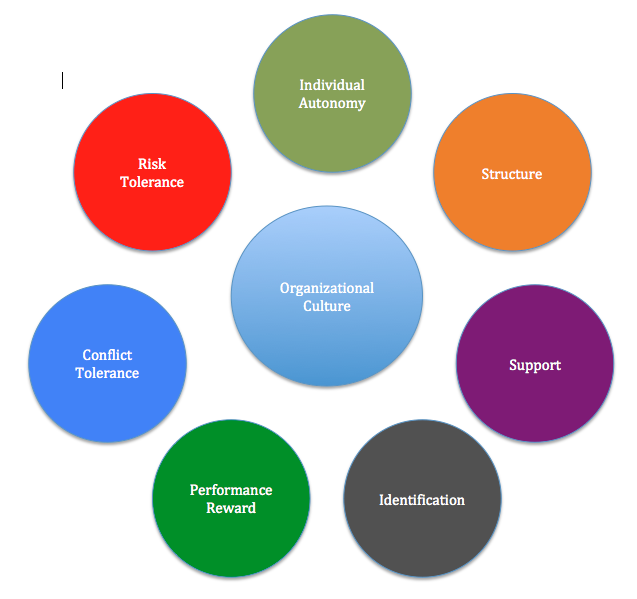 Individual
Autonomy
Risk
Tolerance
Structure
Organizational
Culture
Conflict
Tolerance
Support
Performance
Reward
Identification